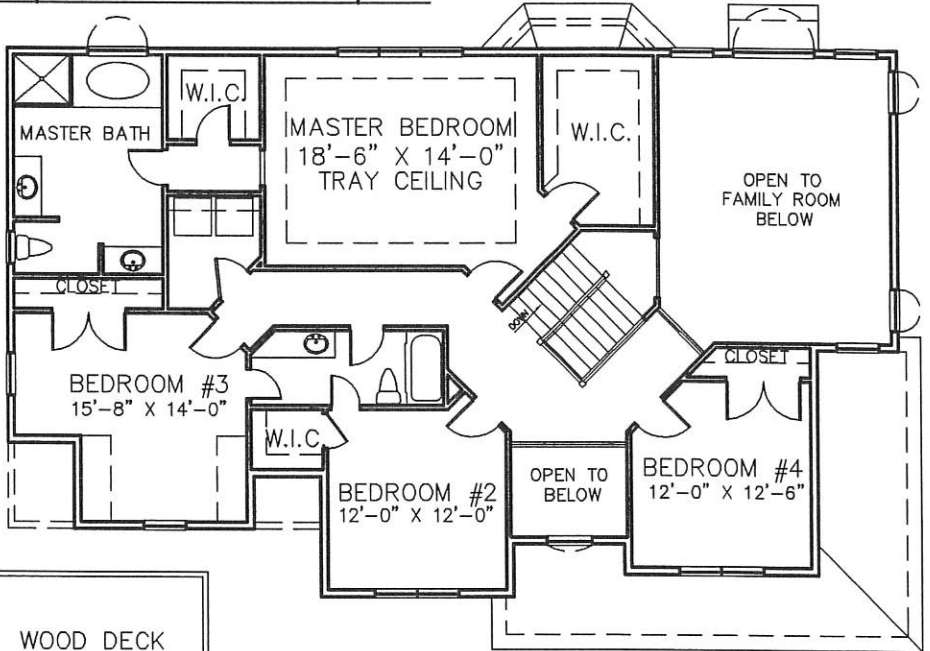 W.I.C.
MASTER BATH
MASTER BEDROOM
18'-6" X 14'-0"
TRAY CEILING
W.I.C.
OPEN TO
FAMILY ROOM
BELOW
CLOSET
DOWN
BEDROOM #3
15'-8" X 14'-0"
W.I.C.
BEDROOM #2
12'-0" X 12'-0"
OPEN TO
BELOW
CLOSET
BEDROOM #4
12'-0" X 12'-6"
WOOD DECK